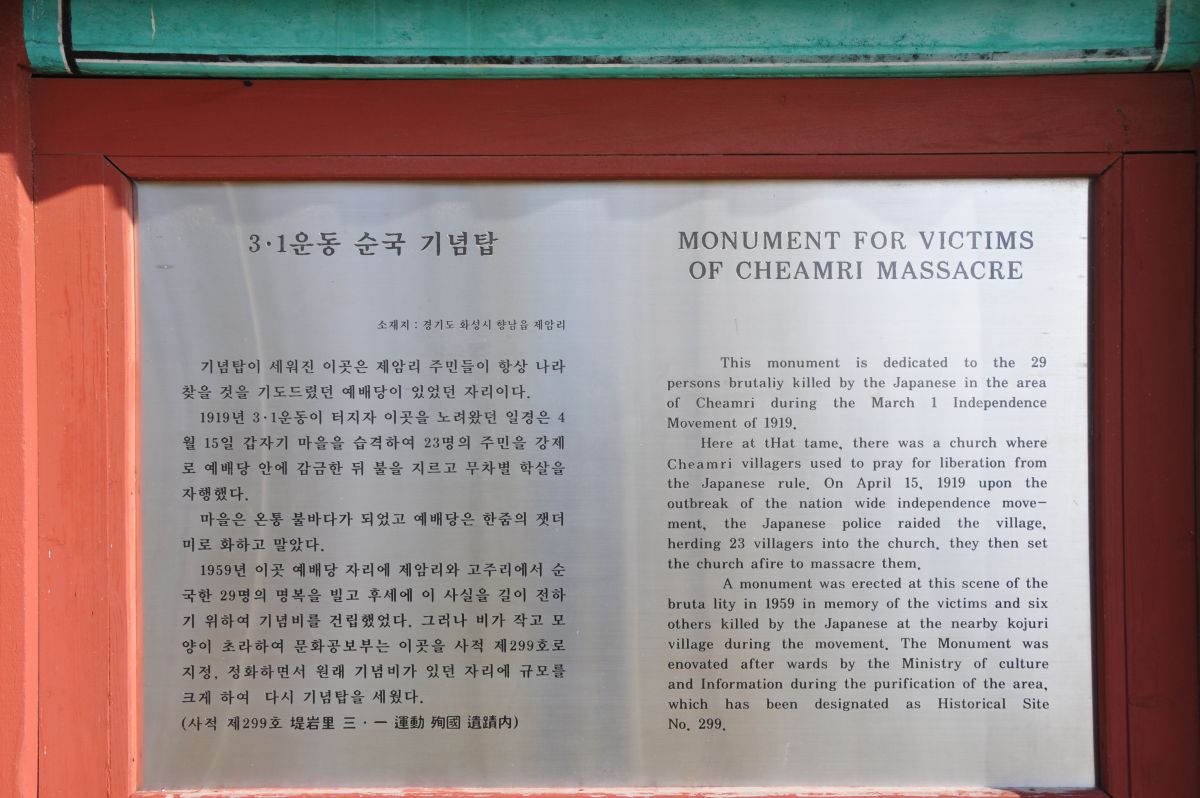 3·1운동 순국 기념탑
소재지 : 경기도 화성시 향남읍 제암리
기념탑이 세워진 이곳은 제암리 주민들이 항상 나라
찾을 것을 기도드렸던 예배당이 있었던 자리이다.
1919년 3·1운동이 터지자 이곳을 노려왔던 일경은 4
월 15일 갑자기 마을을 습격하여 23명의 주민을 강제
로 예배당 안에 감금한 뒤 불을 지르고 무차별 학살을
자행했다.
마을은 온통 불바다가 되었고 예배당은 한줌의 잿더
미로 화하고 말았다.
1959년 이곳 예배당 자리에 제암리와 고주리에서 순
국한 29명의 명복을 빌고 후세에 이 사실을 길이 전하
기 위하여 기념비를 건립했었다. 그러나 비가 작고 모
양이 초라하여 문화공보부는 이곳을 사적 제299호로
지정, 정화하면서 원래 기념비가 있던 자리에 규모를
크게 하여 다시 기념탑을 세웠다.
(사적 제299호 堤岩里 三·一 運動 殉國 遺蹟內)
MONUMENT FOR VICTIMS
OF CHEAMRI MASSACRE
This monument is dedicated to the 29
persons brutaliy killed by the Japanese in the area
of Cheamri during the March 1 Independence
Movement of 1919.
Here at tHat tame, there was a church where
Cheamri villagers used to pray for liberation from
the Japanese rule. On April 15, 1919 upon the
outbreak of the nation wide independence move-
ment, the Japanese police raided the village,
herding 23 villagers into the church. they then set
the church afire to massacre them.
A monument was erected at this scene of the
bruta lity in 1959 in memory of the victims and six
others killed by the Japanese at the nearby kojuri
village during the movement. The Monument was
enovated after wards by the Ministry of culture
and Information during the purification of the area,
which has been designated as Historical Site
No. 299.